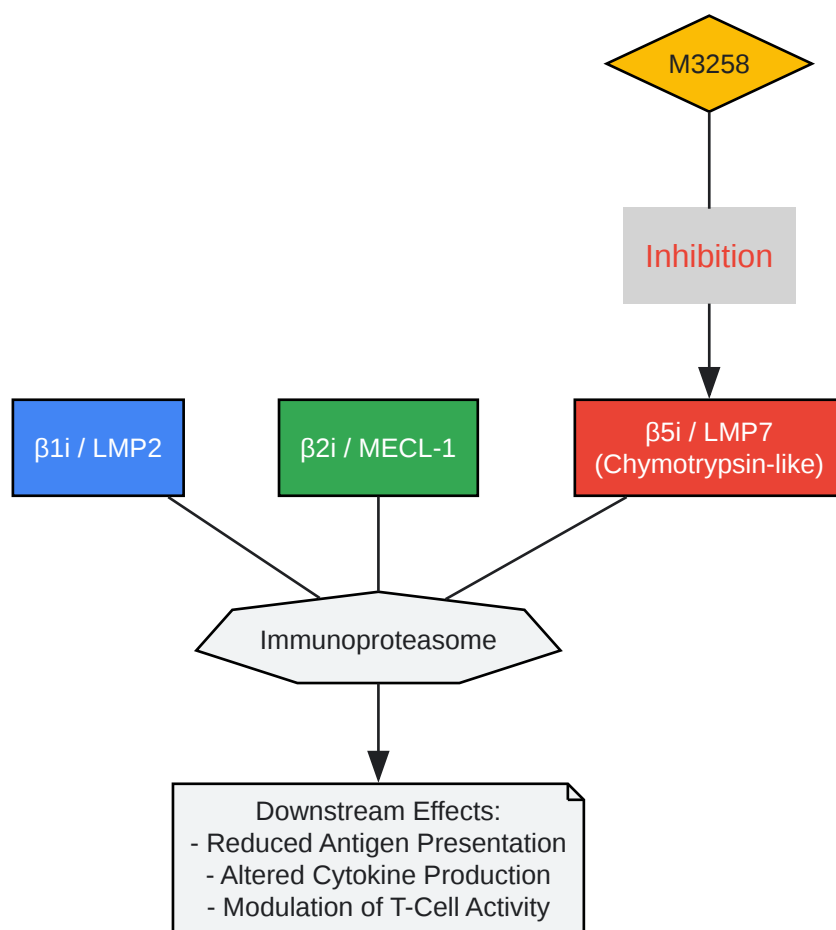 M3258
Inhibition
β1i / LMP2
β2i / MECL-1
β5i / LMP7
(Chymotrypsin-like)
Immunoproteasome
Downstream Effects:
- Reduced Antigen Presentation
- Altered Cytokine Production
- Modulation of T-Cell Activity